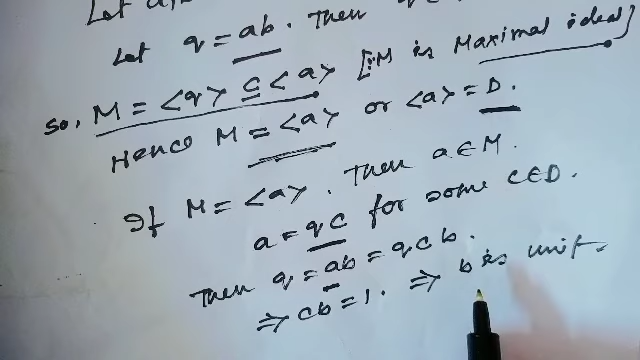 Let
Let q = ab. Then
So, M = <q> ⊆ <a> [∵ M is Maximal ideal]
Hence M = <a> or <a> = D.
If M = <a>. Then a ∈ M.
a = qc for some c ∈ D.
Then q = ab = qcb.
⇒ cb = 1. ⇒ b is unit.